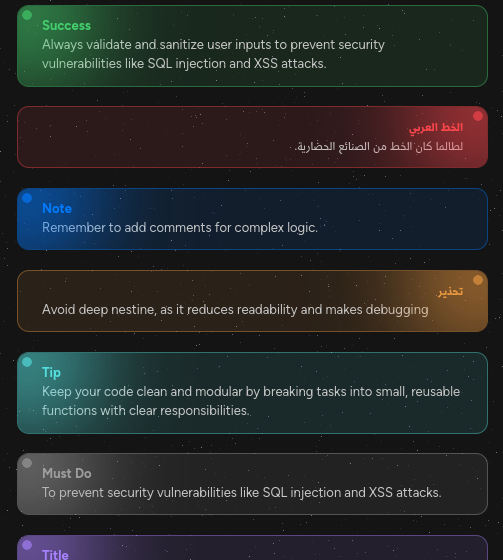 Success
Always validate and sanitize user inputs to prevent security
vulnerabilities like SQL injection and XSS attacks.
الخط العربي
لطالما كان الخط من الصنائع الحضارية.
Note
Remember to add comments for complex logic.
تحذير
Avoid deep nestine, as it reduces readability and makes debugging
Tip
Keep your code clean and modular by breaking tasks into small, reusable
functions with clear responsibilities.
Must Do
To prevent security vulnerabilities like SQL injection and XSS attacks.
Title